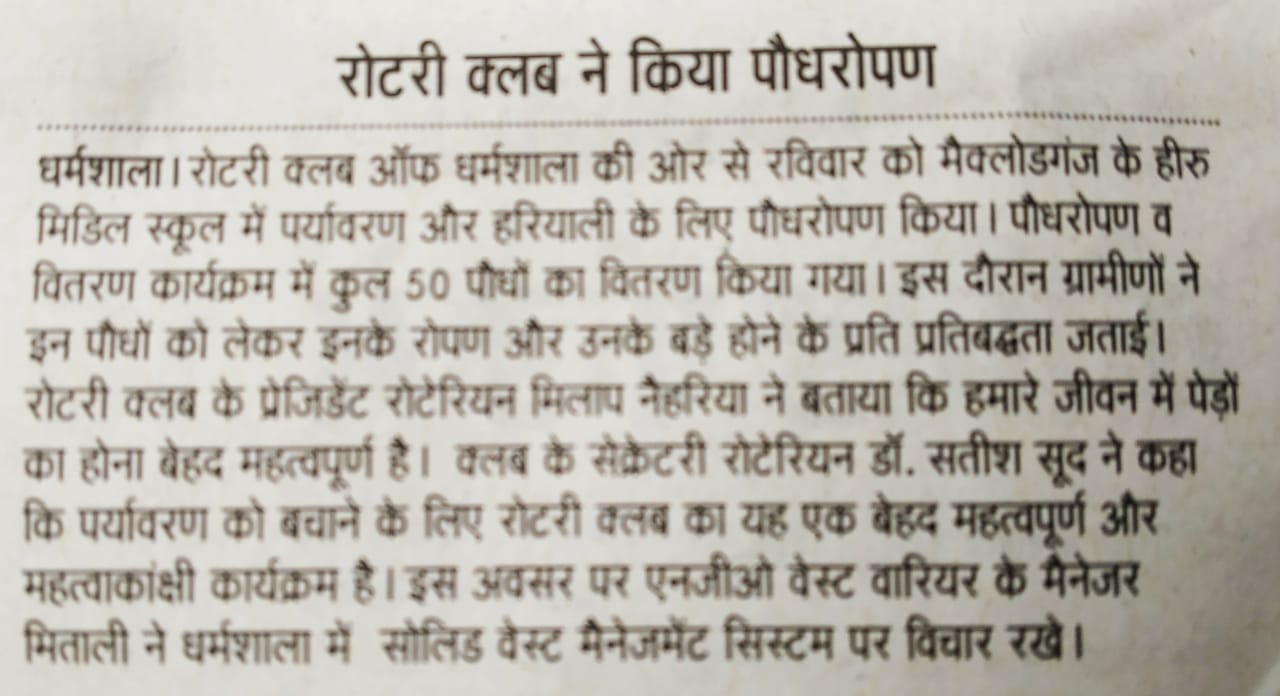 रोटरी क्लब ने किया पौधरोपण
धर्मशाला। रोटरी क्लब ऑफ धर्मशाला की ओर से रविवार को मैक्लोडगंज के हीरु
मिडिल स्कूल में पर्यावरण और हरियाली के लिए पौधरोपण किया। पौधरोपण व
वितरण कार्यक्रम में कुल 50 पौधों का वितरण किया गया। इस दौरान ग्रामीणों ने
इन पौधों को लेकर इनके रोपण और उनके बड़े होने के प्रति प्रतिबद्धता जताई।
रोटरी क्लब के प्रेजिडेंट रोटेरियन मिलाप नैहरिया ने बताया कि हमारे जीवन में पेड़ों
का होना बेहद महत्वपूर्ण है। क्लब के सेक्रेटरी रोटेरियन डॉ. सतीश सूद ने कहा
कि पर्यावरण को बचाने के लिए रोटरी क्लब का यह एक बेहद महत्वपूर्ण और
महत्वाकांक्षी कार्यक्रम है। इस अवसर पर एनजीओ वेस्ट वारियर के मैनेजर
मिताली ने धर्मशाला में सोलिड वेस्ट मैनेजमेंट सिस्टम पर विचार रखे।